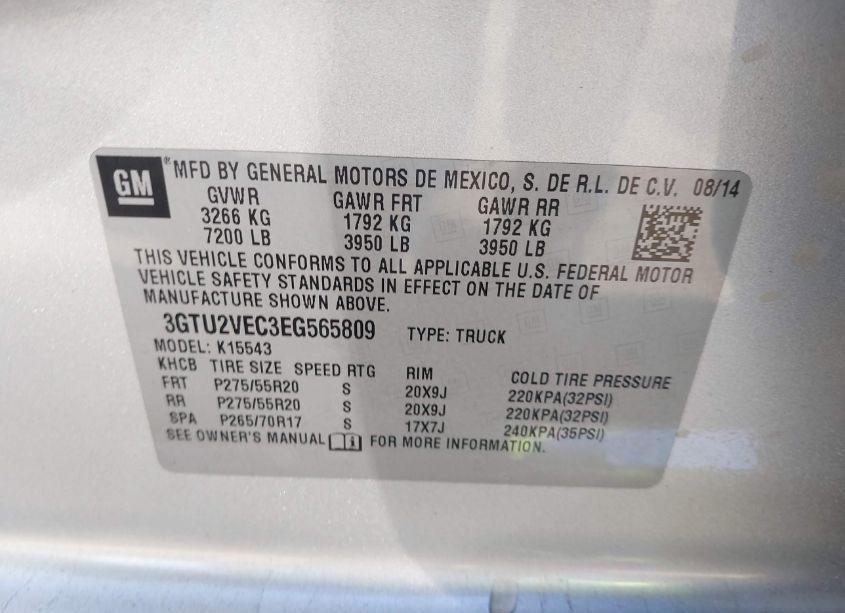 GM ® MFD BY GENERAL MOTORS DE MEXICO, S. DE R.L. DE C.V. 08/14
GVWR GAWR FRT GAWR RR
3266 KG 1792 KG 1792 KG
7200 LB 3950 LB 3950 LB
THIS VEHICLE CONFORMS TO ALL APPLICABLE U.S. FEDERAL MOTOR
VEHICLE SAFETY STANDARDS IN EFFECT ON THE DATE OF
MANUFACTURE SHOWN ABOVE.
3GTU2VEC3EG565809 TYPE: TRUCK
MODEL: K15543
KHCB TIRE SIZE SPEED RTG RIM COLD TIRE PRESSURE
FRT P275/55R20 S 20X9J 220KPA(32PSI)
RR P275/55R20 S 20X9J 220KPA(32PSI)
SPA P265/70R17 S 17X7J 240KPA(35PSI)
SEE OWNER'S MANUAL FOR MORE INFORMATION.